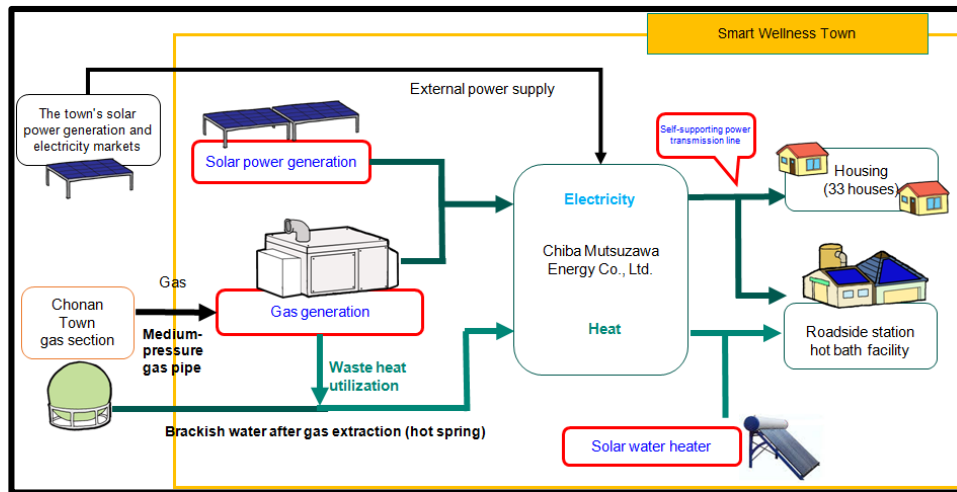 Smart Wellness Town
The town's solar
power generation and
electricity markets
External power supply
Solar power generation
Self-supporting power
transmission line
Housing
(33 houses)
Electricity
Chiba Mutsuzawa
Energy Co., Ltd.
Heat
Chonan
Town
gas section
Gas
Medium-
pressure
gas pipe
Gas generation
Waste heat
utilization
Brackish water after gas extraction (hot spring)
Roadside station
hot bath facility
Solar water heater